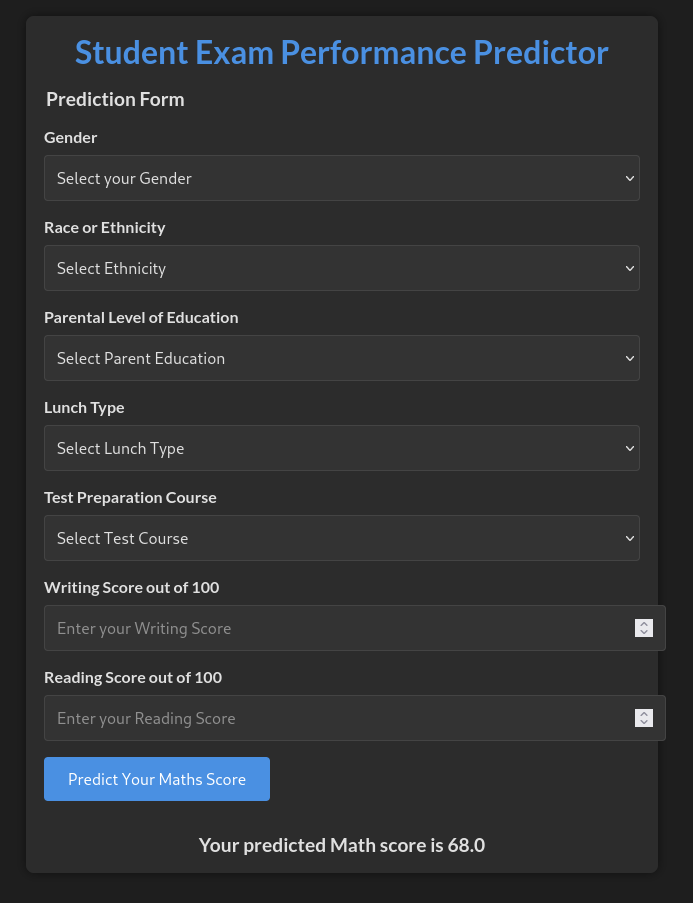 Student Exam Performance Predictor
Prediction Form
Gender
Select your Gender
Race or Ethnicity
Select Ethnicity
Parental Level of Education
Select Parent Education
Lunch Type
Select Lunch Type
Test Preparation Course
Select Test Course
Writing Score out of 100
Enter your Writing Score
Reading Score out of 100
Enter your Reading Score
Predict Your Maths Score
Your predicted Math score is 68.0